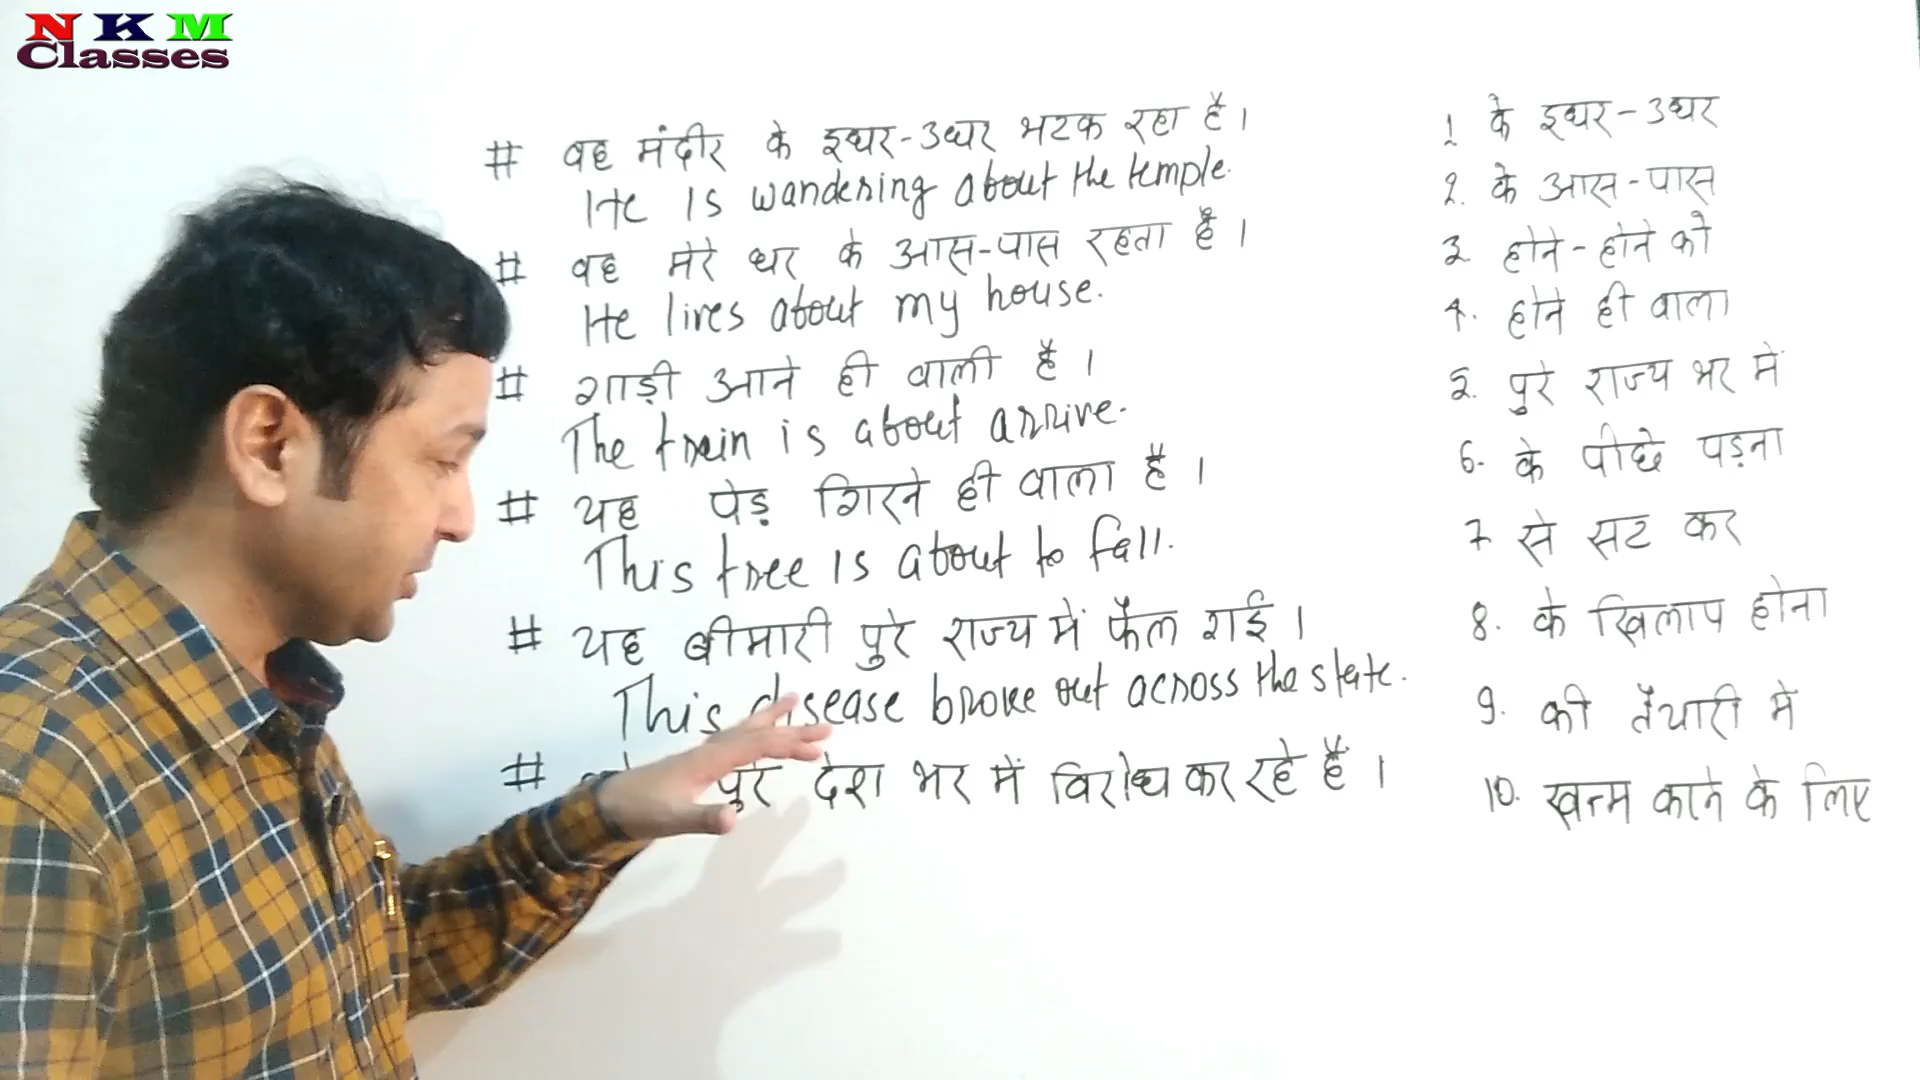 NKM
Classes
# वह मंदीर के इधर-उधर भटक रहा है।
He is wandering about the temple.
# वह मेरे घर के आस-पास रहता है।
He lives about my house.
# गाड़ी आने ही वाली है।
The train is about arrive.
# यह पेड़ गिरने ही वाला है।
This tree is about to fall.
# यह बीमारी पुरे राज्य में फैल गई।
This disease broke out across the state.
# पुरे देश भर में विरोध कर रहे हैं।
1. के इधर-उधर
2. के आस-पास
3. होने-होने को
4. होने ही वाला
5. पुरे राज्य भर में
6. के पीछे पड़ना
7. से सट कर
8. के खिलाप होना
9. की तैयारी में
10. खत्म करने के लिए